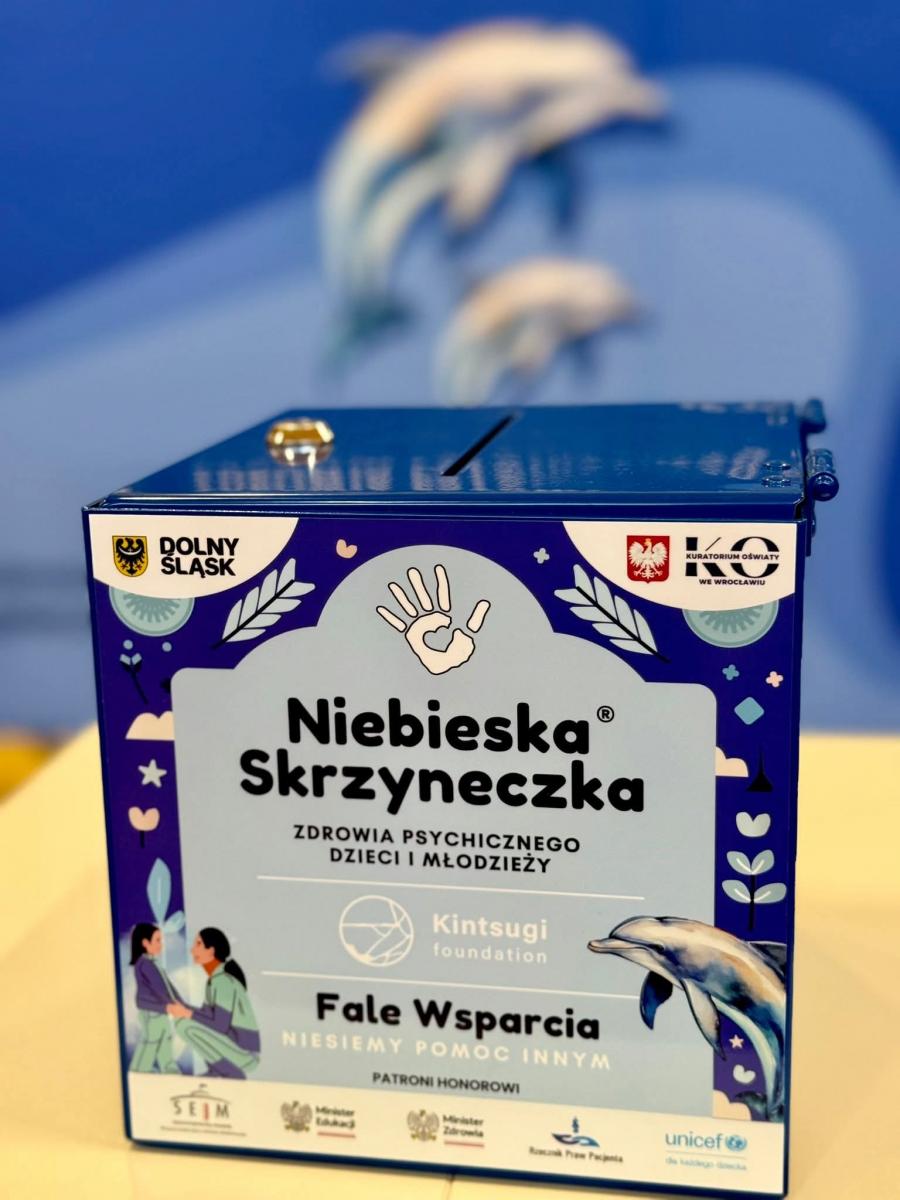 DOLNY
ŚLĄSK
KO
KURATORIUM OŚWIATY
WE WROCŁAWIU
Niebieska®
Skrzyneczka
ZDROWIA PSYCHICZNEGO
DZIECI I MŁODZIEŻY
Kintsugi
foundation
Fale Wsparcia
NIESIEMY POMOC INNYM
PATRONI HONOROWI
SEJM
Minister
Edukacji
Minister
Zdrowia
Rzecznik Praw Pacjenta
unicef
dla każdego dziecka